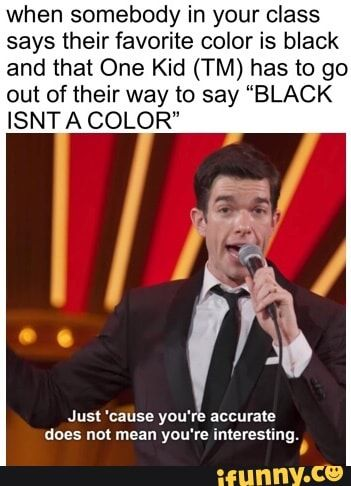 when somebody in your class
says their favorite color is black
and that One Kid (TM) has to go
out of their way to say “BLACK
ISNT A COLOR”
Just 'cause you're accurate
does not mean you're interesting.
ifunny.co